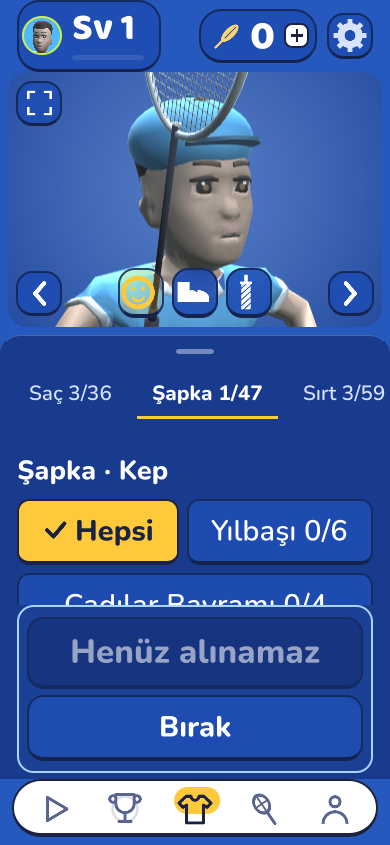 Sv 1
0
Saç 3/36
Şapka 1/47
Sırt 3/59
Şapka · Kep
Hepsi
Yılbaşı 0/6
Cadılar Bayramı 0/4
Henüz alınamaz
Bırak